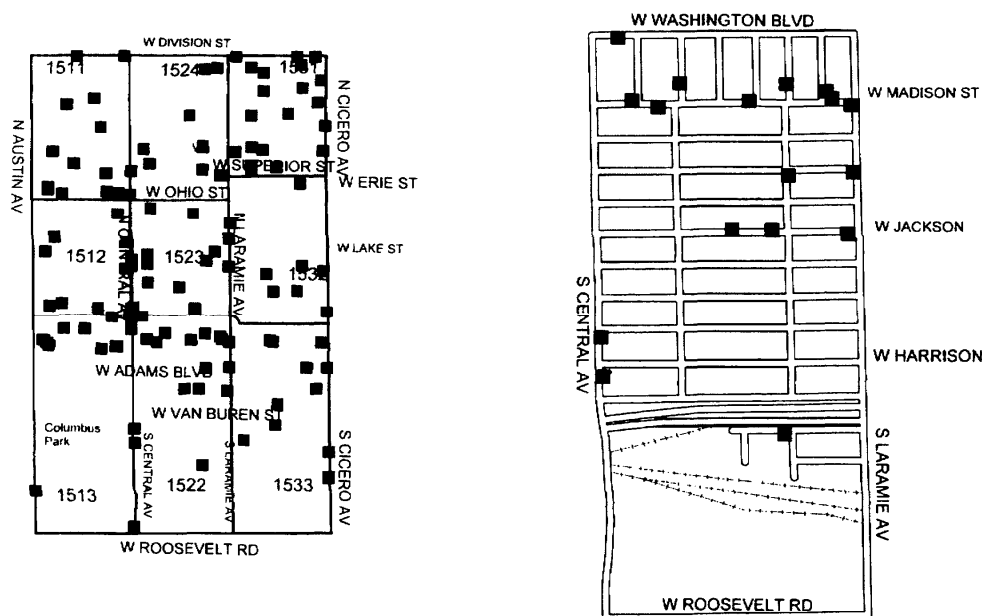 W DIVISION ST
1511
1524
1531
N CICERO AV
N AUSTIN AV
W SUPERIOR ST
W ERIE ST
W OHIO ST
N CENTRAL AV
N LARAMIE AV
W LAKE ST
1512
1523
1532
W ADAMS BLVD
W VAN BUREN ST
Columbus
Park
S CENTRAL AV
S LARAMIE AV
S CICERO AV
1513
1522
1533
W ROOSEVELT RD
W WASHINGTON BLVD
W MADISON ST
W JACKSON
S CENTRAL AV
W HARRISON
S LARAMIE AV
W ROOSEVELT RD